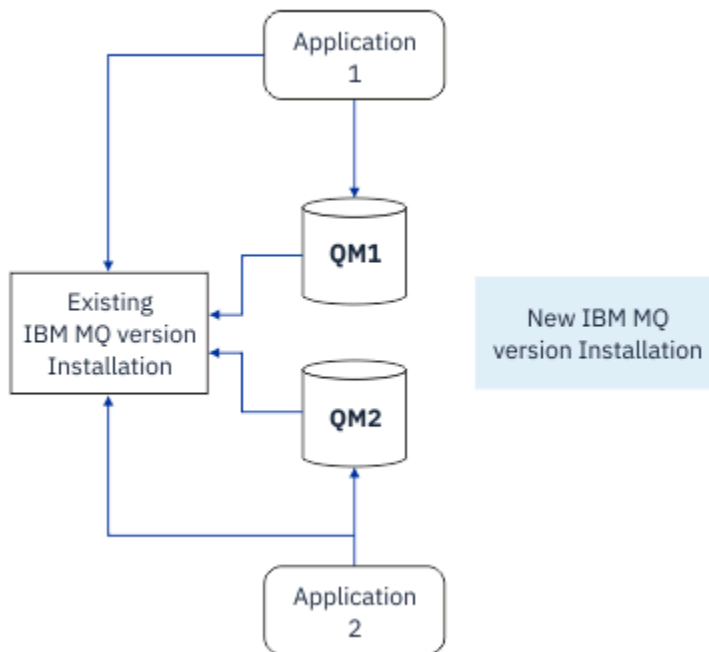 Application
1
QM1
Existing
IBM MQ version
Installation
New IBM MQ
version Installation
QM2
Application
2